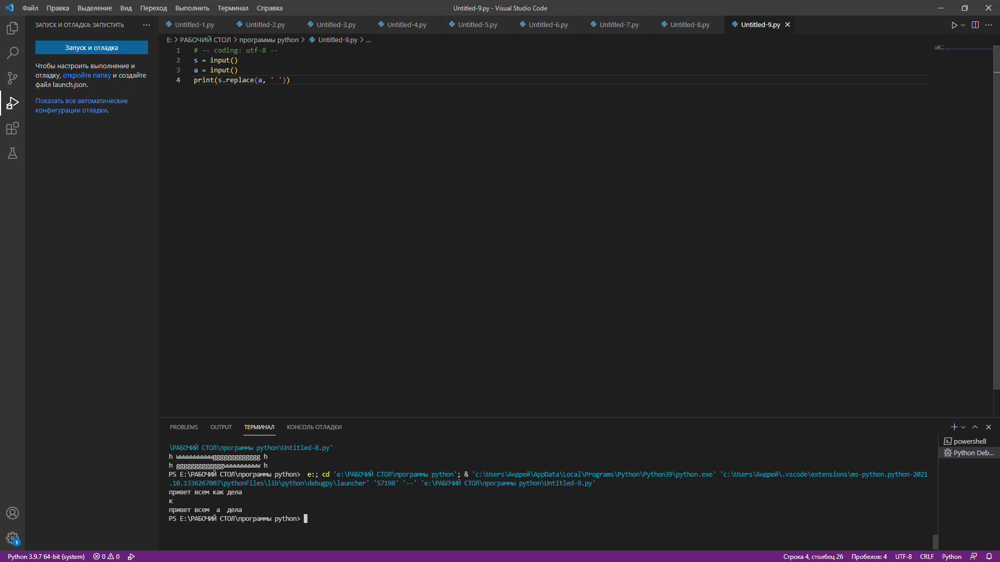 Файл Правка Выделение Вид Переход Выполнить Терминал Справка
Untitled-9.py - Visual Studio Code
ЗАПУСК И ОТЛАДКА: ЗАПУСТИТЬ
Запуск и отладка
Чтобы настроить выполнение и
отладку, откройте папку и создайте
файл launch.json.
Показать все автоматические
конфигурации отладки.
Untitled-1.py Untitled-2.py Untitled-3.py Untitled-4.py Untitled-5.py Untitled-6.py Untitled-7.py Untitled-8.py Untitled-9.py
E: > РАБОЧИЙ СТОЛ > программы python > Untitled-9.py > ...
1 # -- coding: utf-8 --
2 s = input()
3 a = input()
4 print(s.replace(a, ' '))
PROBLEMS OUTPUT ТЕРМИНАЛ КОНСОЛЬ ОТЛАДКИ
\РАБОЧИЙ СТОЛ\программы python\Untitled-8.py'
h wwwwwwwwwwggggggggggggg h
h gggggggggggggwwwwwwwwww h
PS E:\РАБОЧИЙ СТОЛ\программы python>  e:; cd 'e:\РАБОЧИЙ СТОЛ\программы python'; & 'c:\Users\Андрей\AppData\Local\Programs\Python\Python39\python.exe' 'c:\Users\Андрей\.vscode\extensions\ms-python.python-2021
.10.1336267007\pythonFiles\lib\python\debugpy\launcher' '57198' '--' 'e:\РАБОЧИЙ СТОЛ\программы python\Untitled-9.py'
привет всем как дела
к
привет всем  а  дела
PS E:\РАБОЧИЙ СТОЛ\программы python>
powershell
Python Deb...
1
Python 3.9.7 64-bit (system) 0 0
Строка 4, столбец 26 Пробелов: 4 UTF-8 CRLF Python